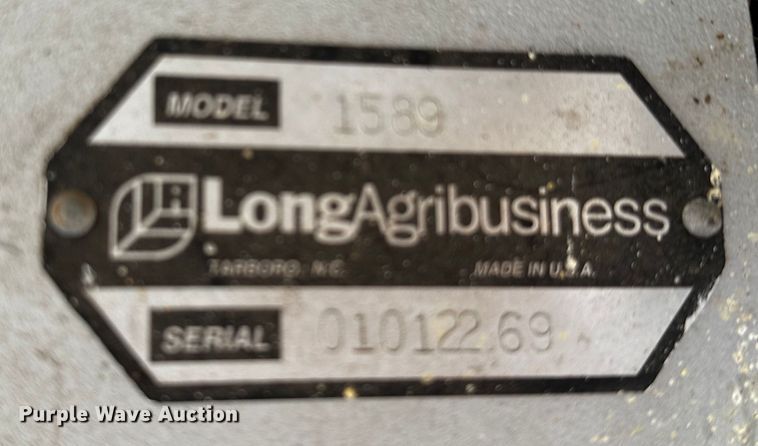 MODEL 1589
LongAgribusiness
TARBORO, N.C. MADE IN U.S.A.
SERIAL 01012269
Purple Wave Auction